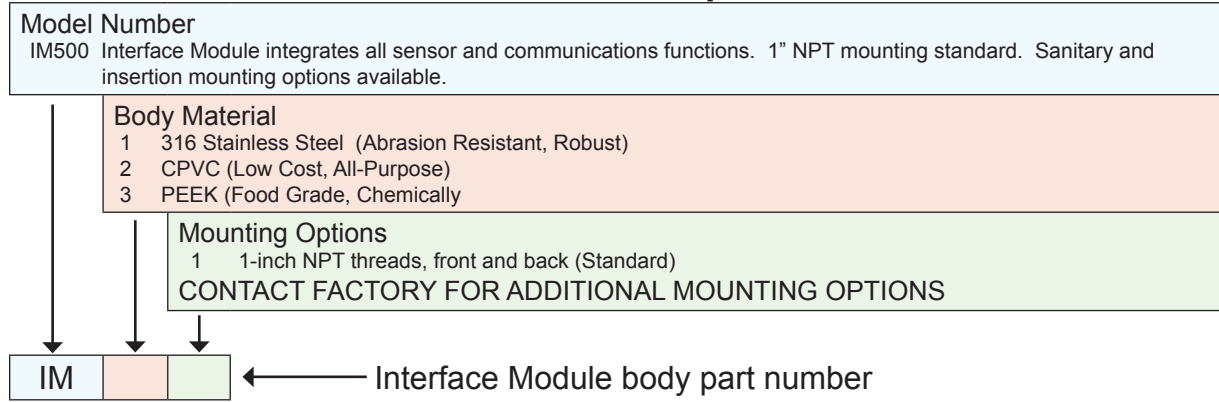 Model Number
IM500 Interface Module integrates all sensor and communications functions. 1” NPT mounting standard. Sanitary and
insertion mounting options available.
Body Material
1 316 Stainless Steel (Abrasion Resistant, Robust)
2 CPVC (Low Cost, All-Purpose)
3 PEEK (Food Grade, Chemically
Mounting Options
1 1-inch NPT threads, front and back (Standard)
CONTACT FACTORY FOR ADDITIONAL MOUNTING OPTIONS
IM
Interface Module body part number